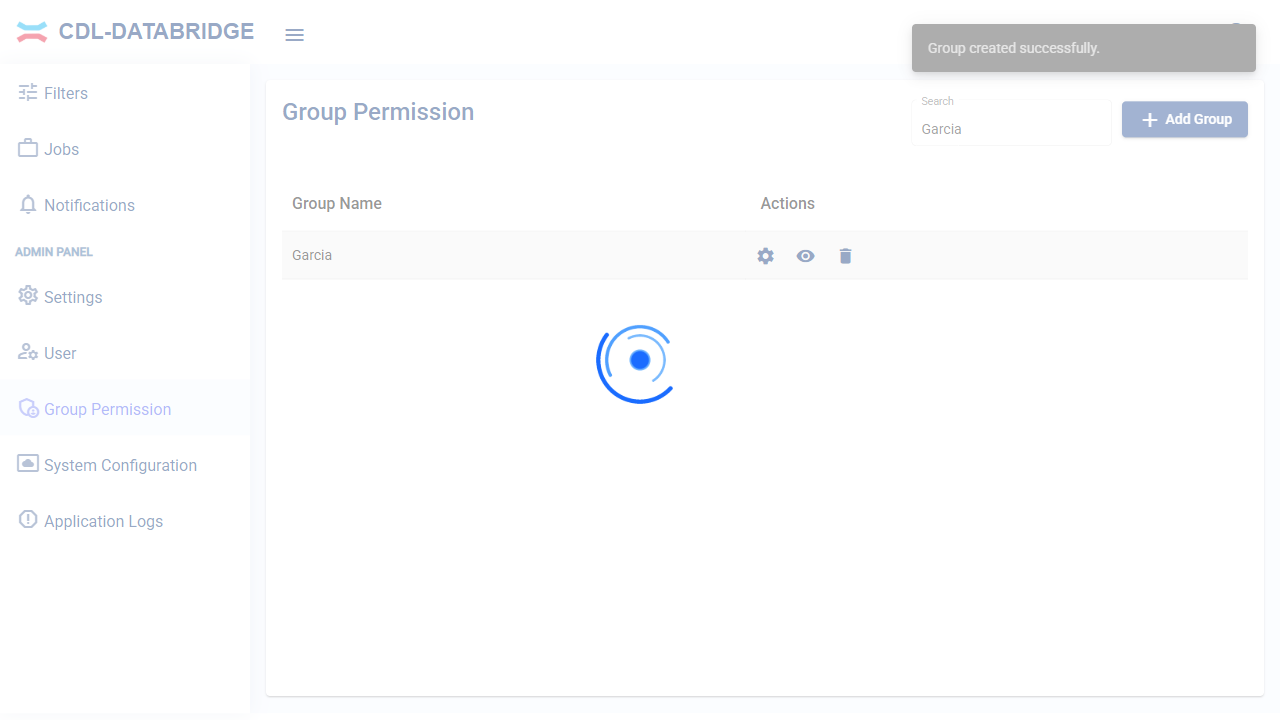 CDL-DATABRIDGE
Group created successfully.
Filters
Jobs
Notifications
ADMIN PANEL
Settings
User
Group Permission
System Configuration
Application Logs
Group Permission
Search
Garcia
Add Group
Group Name
Actions
Garcia